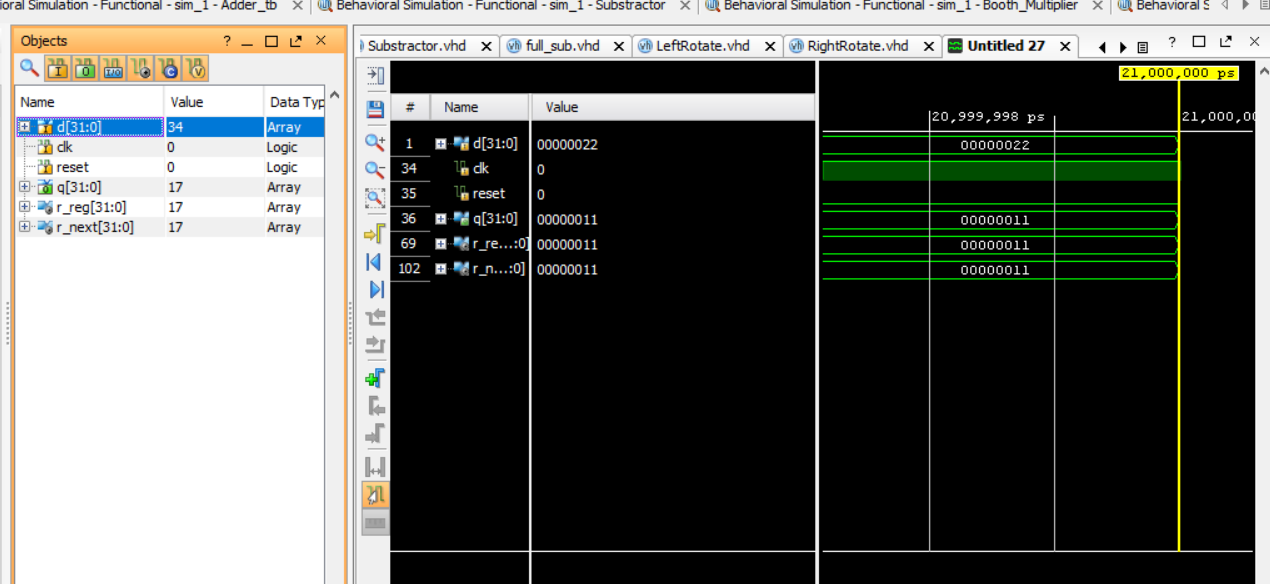 oral Simulation - Functional - sim_1 - Adder_tb
Behavioral Simulation - Functional - sim_1 - Substractor
Behavioral Simulation - Functional - sim_1 - Booth_Multiplier
Behavioral S
Objects
?
Substractor.vhd
full_sub.vhd
LeftRotate.vhd
RightRotate.vhd
Untitled 27
?
Name Value Data Typ
d[31:0] 34 Array
clk 0 Logic
reset 0 Logic
q[31:0] 17 Array
r_reg[31:0] 17 Array
r_next[31:0] 17 Array
21,000,000 ps
# Name Value
20,999,998 ps
21,000,00
1 d[31:0] 00000022 00000022
34 clk 0
35 reset 0
36 q[31:0] 00000011 00000011
69 r_re...:0] 00000011 00000011
102 r_n...:0] 00000011 00000011